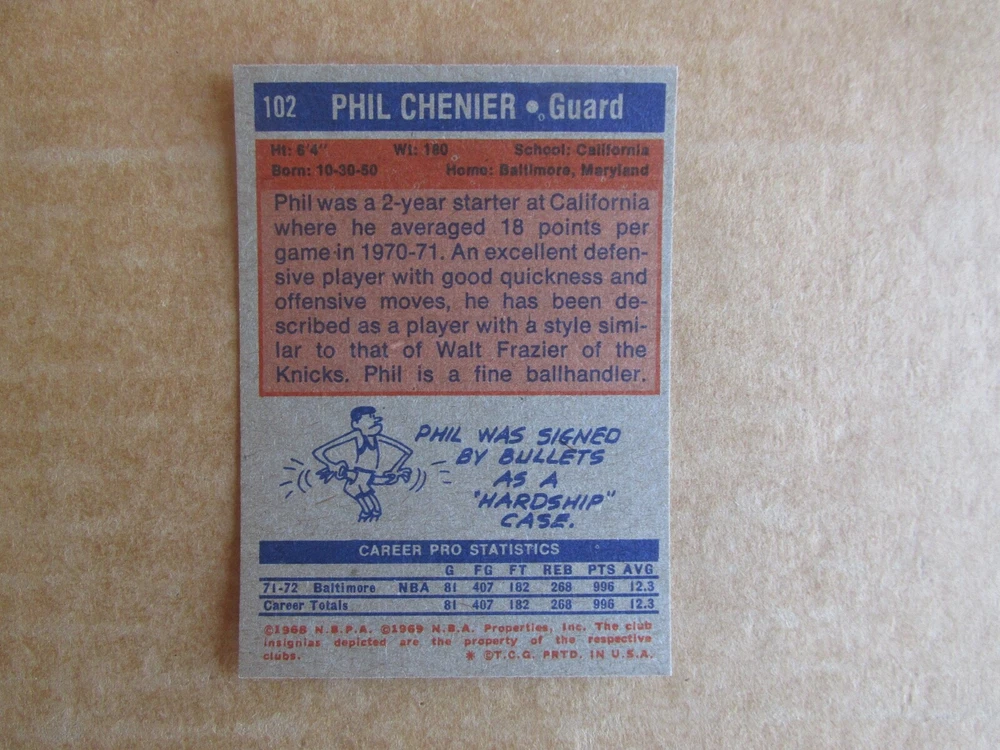 102 PHIL CHENIER • Guard
Ht: 6'4" Wt: 180 School: California
Born: 10-30-50 Home: Baltimore, Maryland
Phil was a 2-year starter at California
where he averaged 18 points per
game in 1970-71. An excellent defen-
sive player with good quickness and
offensive moves, he has been de-
scribed as a player with a style simi-
lar to that of Walt Frazier of the
Knicks. Phil is a fine ballhandler.
PHIL WAS SIGNED
BY BULLETS
AS A
"HARDSHIP"
CASE.
CAREER PRO STATISTICS
G FG FT REB PTS AVG
71-72 Baltimore NBA 81 407 182 268 996 12.3
Career Totals 81 407 182 268 996 12.3
©1968 N.B.P.A. ©1969 N.B.A. Properties, Inc. The club
insignias depicted are the property of the respective
clubs. * ©T.C.G. PRTD. IN U.S.A.